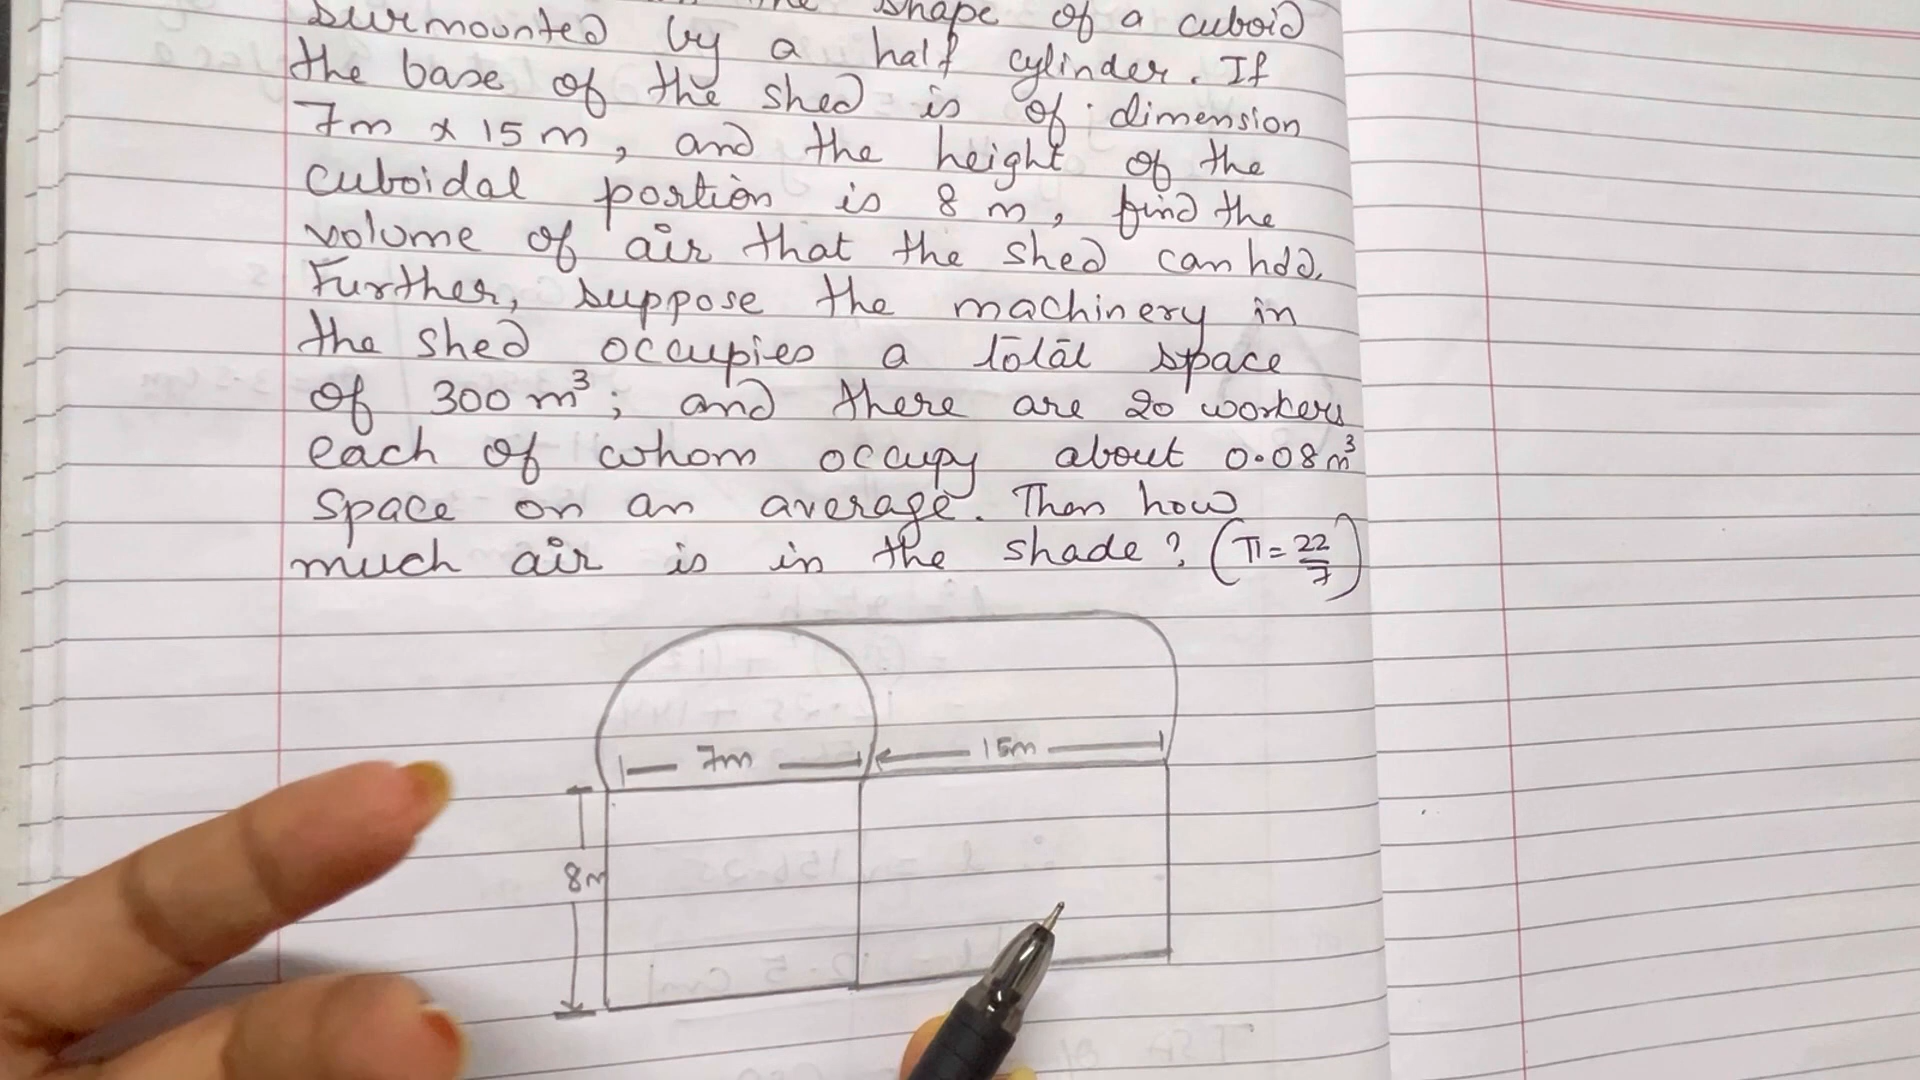 the shape of a cuboid
surmounted by a half cylinder. If
the base of the shed is of dimension
7m x 15 m, and the height of the
cuboidal portion is 8 m, find the
volume of air that the shed can hold.
Further, suppose the machinery in
the shed occupies a total space
of 300 m³; and there are 20 workers
each of whom occupy about 0.08 m³
space on an average. Then how
much air is in the shade? (π = 22/7)
7m
15m
8m